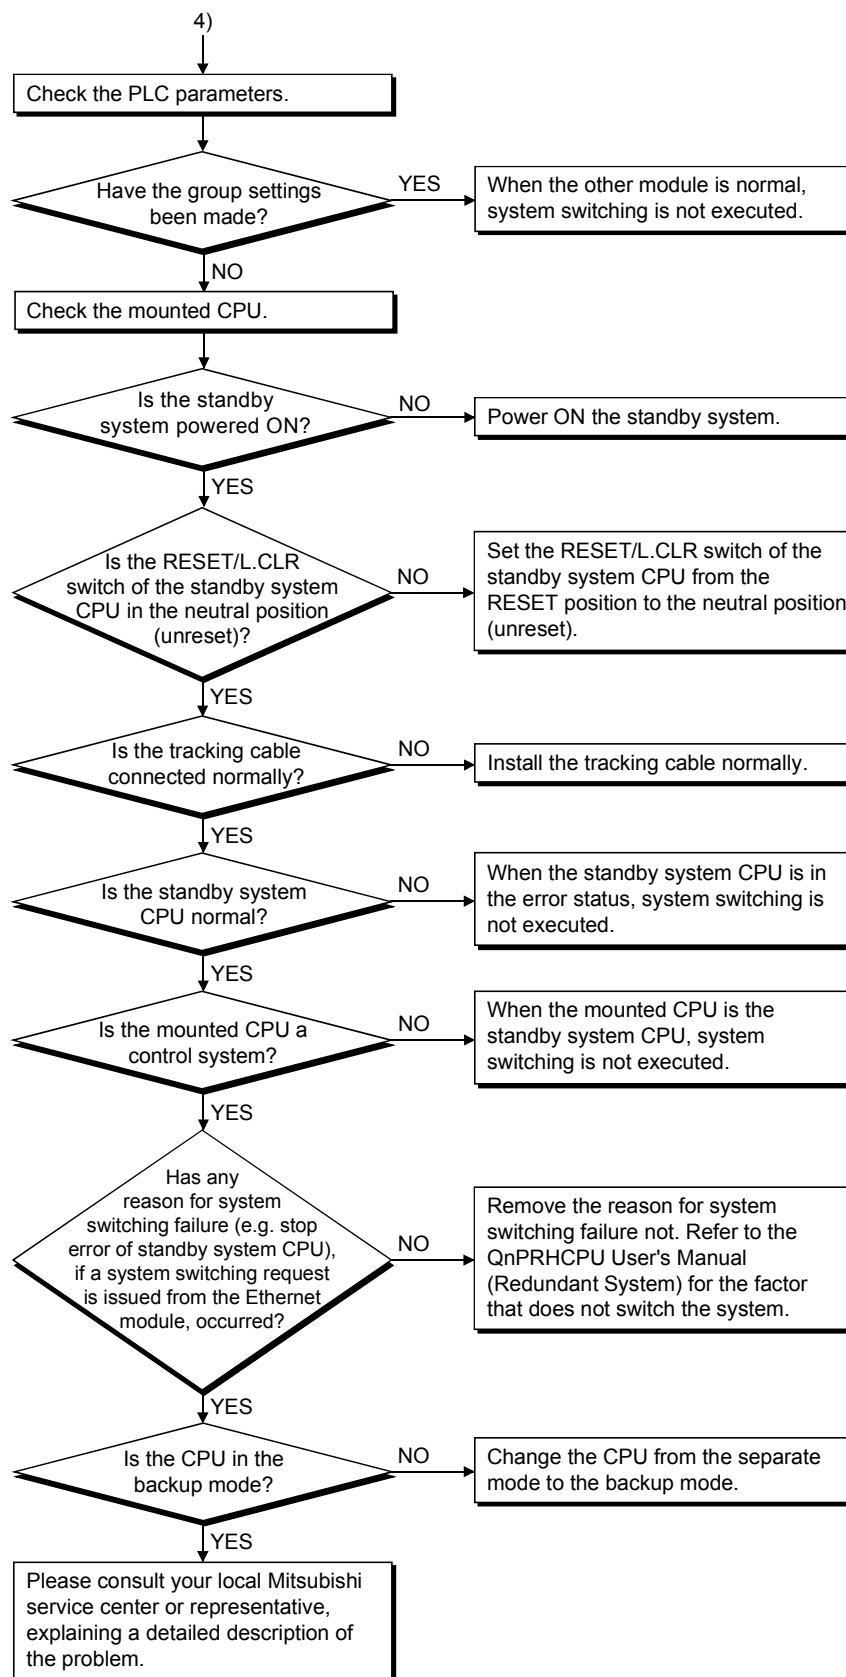 4)
Check the PLC parameters.
Have the group settings
been made?
YES
When the other module is normal,
system switching is not executed.
NO
Check the mounted CPU.
Is the standby
system powered ON?
NO
Power ON the standby system.
YES
Is the RESET/L.CLR
switch of the standby system
CPU in the neutral position
(unreset)?
NO
Set the RESET/L.CLR switch of the
standby system CPU from the
RESET position to the neutral position
(unreset).
YES
Is the tracking cable
connected normally?
NO
Install the tracking cable normally.
YES
Is the standby system
CPU normal?
NO
When the standby system CPU is in
the error status, system switching is
not executed.
YES
Is the mounted CPU a
control system?
NO
When the mounted CPU is the
standby system CPU, system
switching is not executed.
YES
Has any
reason for system
switching failure (e.g. stop
error of standby system CPU),
if a system switching request
is issued from the Ethernet
module, occurred?
NO
Remove the reason for system
switching failure not. Refer to the
QnPRHCPU User's Manual
(Redundant System) for the factor
that does not switch the system.
YES
Is the CPU in the
backup mode?
NO
Change the CPU from the separate
mode to the backup mode.
YES
Please consult your local Mitsubishi
service center or representative,
explaining a detailed description of
the problem.